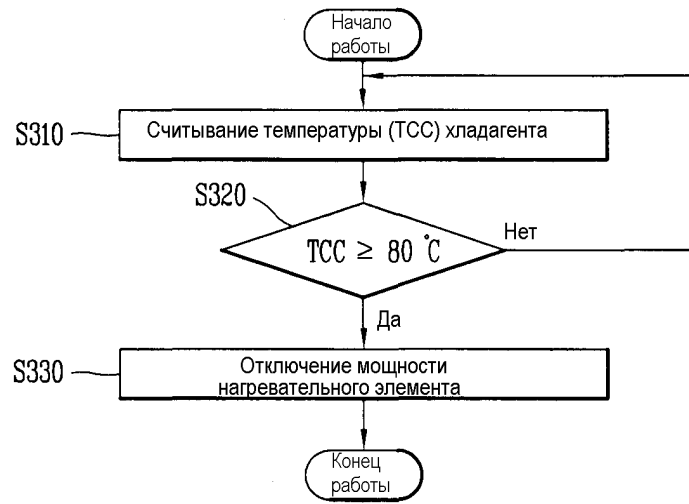 Начало
работы
S310
Считывание температуры (TCC) хладагента
S320
TCC ≥ 80 °C
Нет
Да
S330
Отключение мощности
нагревательного элемента
Конец
работы